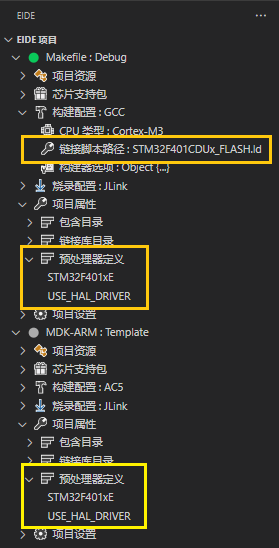 EIDE
EIDE 项目
Makefile : Debug
项目资源
芯片支持包
构建配置 : GCC
CPU 类型 : Cortex-M3
链接脚本路径 : STM32F401CDUx_FLASH.ld
构建器选项 : Object {...}
烧录配置 : JLink
项目属性
包含目录
链接库目录
预处理器定义
STM32F401xE
USE_HAL_DRIVER
项目设置
MDK-ARM : Template
项目资源
芯片支持包
构建配置 : AC5
烧录配置 : JLink
项目属性
包含目录
链接库目录
预处理器定义
STM32F401xE
USE_HAL_DRIVER
项目设置